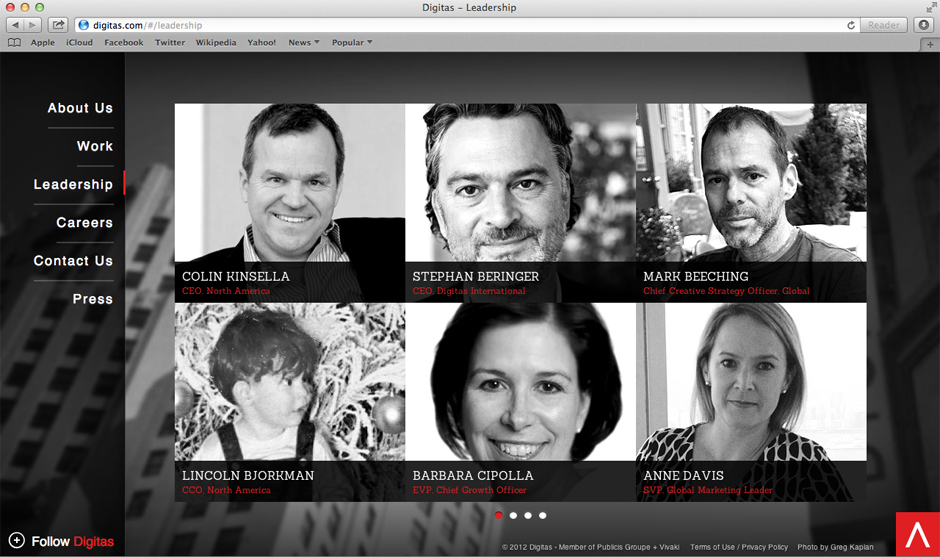 Digitas – Leadership
digitas.com/#/leadership
Reader
Apple iCloud Facebook Twitter Wikipedia Yahoo! News Popular
About Us
Work
Leadership
Careers
Contact Us
Press
COLIN KINSELLA
CEO, North America
STEPHAN BERINGER
CEO, Digitas International
MARK BEECHING
Chief Creative Strategy Officer, Global
LINCOLN BJORKMAN
CCO, North America
BARBARA CIPOLLA
EVP, Chief Growth Officer
ANNE DAVIS
SVP, Global Marketing Leader
Follow Digitas
© 2012 Digitas - Member of Publicis Groupe + Vivaki Terms of Use / Privacy Policy Photo by Greg Kaplan